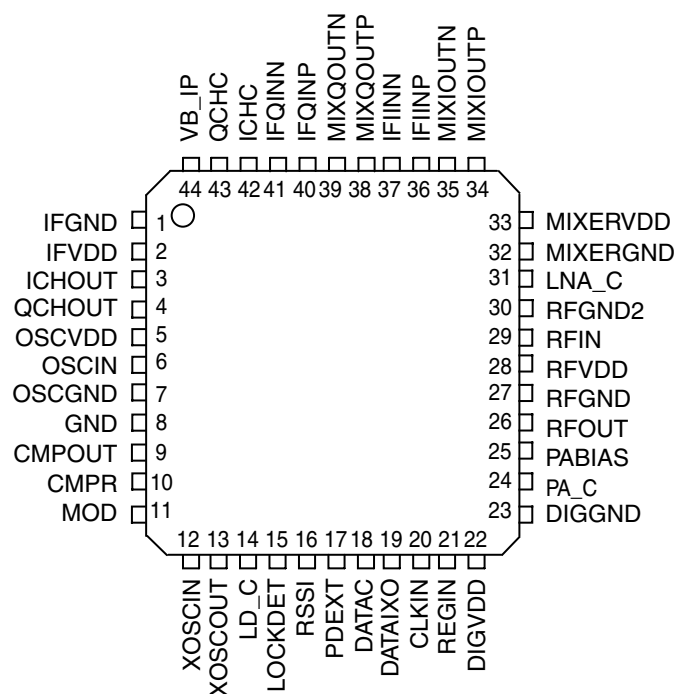 VB_IP
QCHC
ICHC
IFQINN
IFQINP
MIXQOUTN
MIXQOUTP
IFIINN
IFIINP
MIXIOUTN
MIXIOUTP
44 43 42 41 40 39 38 37 36 35 34
IFGND 1
IFVDD 2
ICHOUT 3
QCHOUT 4
OSCVDD 5
OSCIN 6
OSCGND 7
GND 8
CMPOUT 9
CMPR 10
MOD 11
33 MIXERVDD
32 MIXERGND
31 LNA_C
30 RFGND2
29 RFIN
28 RFVDD
27 RFGND
26 RFOUT
25 PABIAS
24 PA_C
23 DIGGND
12 13 14 15 16 17 18 19 20 21 22
XOSCIN
XOSCOUT
LD_C
LOCKDET
RSSI
PDEXT
DATAC
DATAIXO
CLKIN
REGIN
DIGVDD